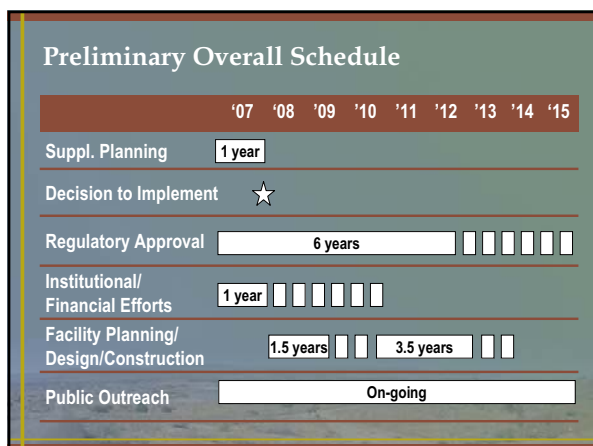 Preliminary Overall Schedule
‘07 ‘08 ‘09 ’10 ’11 ’12 ’13 ’14 ’15
Suppl. Planning 1 year
Decision to Implement
Regulatory Approval 6 years
Institutional/
Financial Efforts 1 year
Facility Planning/
Design/Construction 1.5 years 3.5 years
Public Outreach On-going